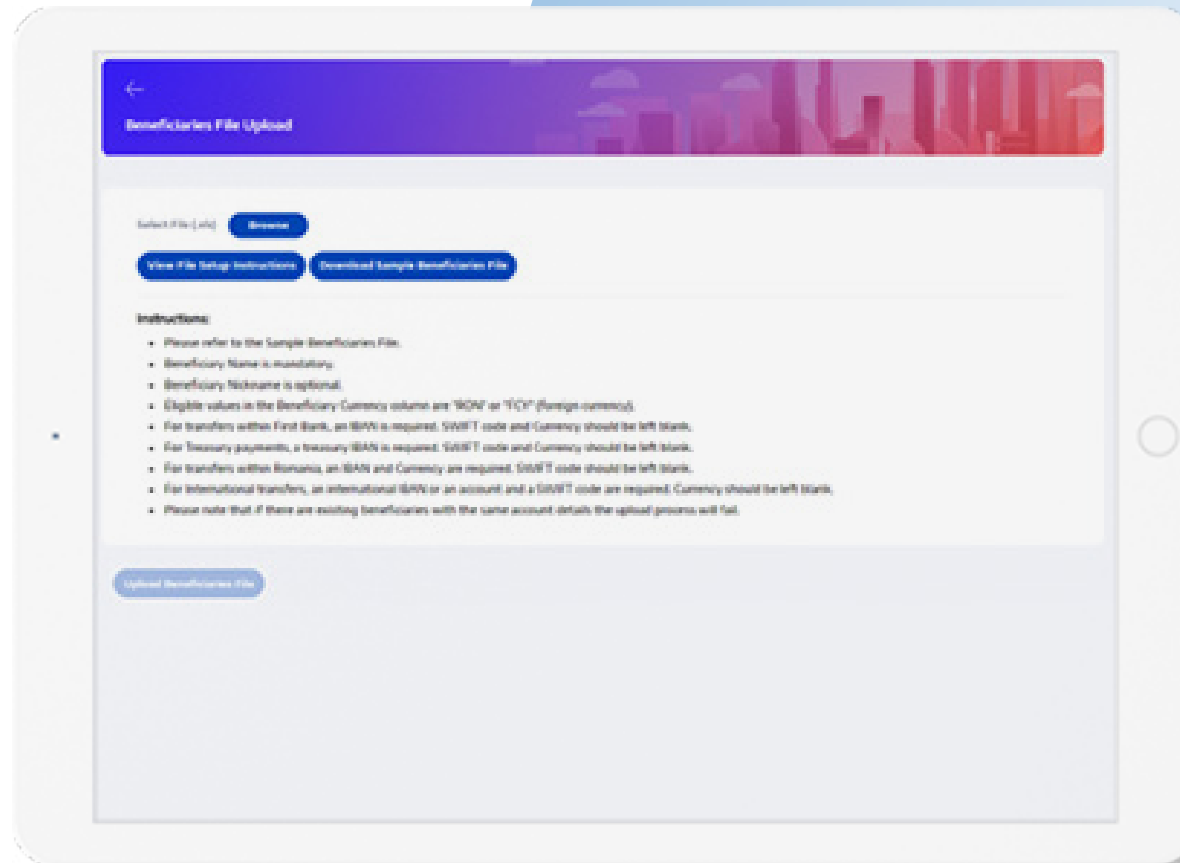 Beneficiaries File Upload
Select File (.xls) Browse
View File Setup Instructions Download Sample Beneficiaries File
Instructions:
• Please refer to the Sample Beneficiaries File.
• Beneficiary Name is mandatory.
• Beneficiary Nickname is optional.
• Eligible values in the Beneficiary Currency column are "RON" or "FCY" (foreign currency).
• For transfers within First Bank, an IBAN is required. SWIFT code and Currency should be left blank.
• For Treasury payments, a treasury IBAN is required. SWIFT code and Currency should be left blank.
• For transfers within Romania, an IBAN and Currency are required. SWIFT code should be left blank.
• For International transfers, an international IBAN or an account and a SWIFT code are required. Currency should be left blank.
• Please note that if there are existing beneficiaries with the same account details the upload process will fail.
Upload Beneficiaries File